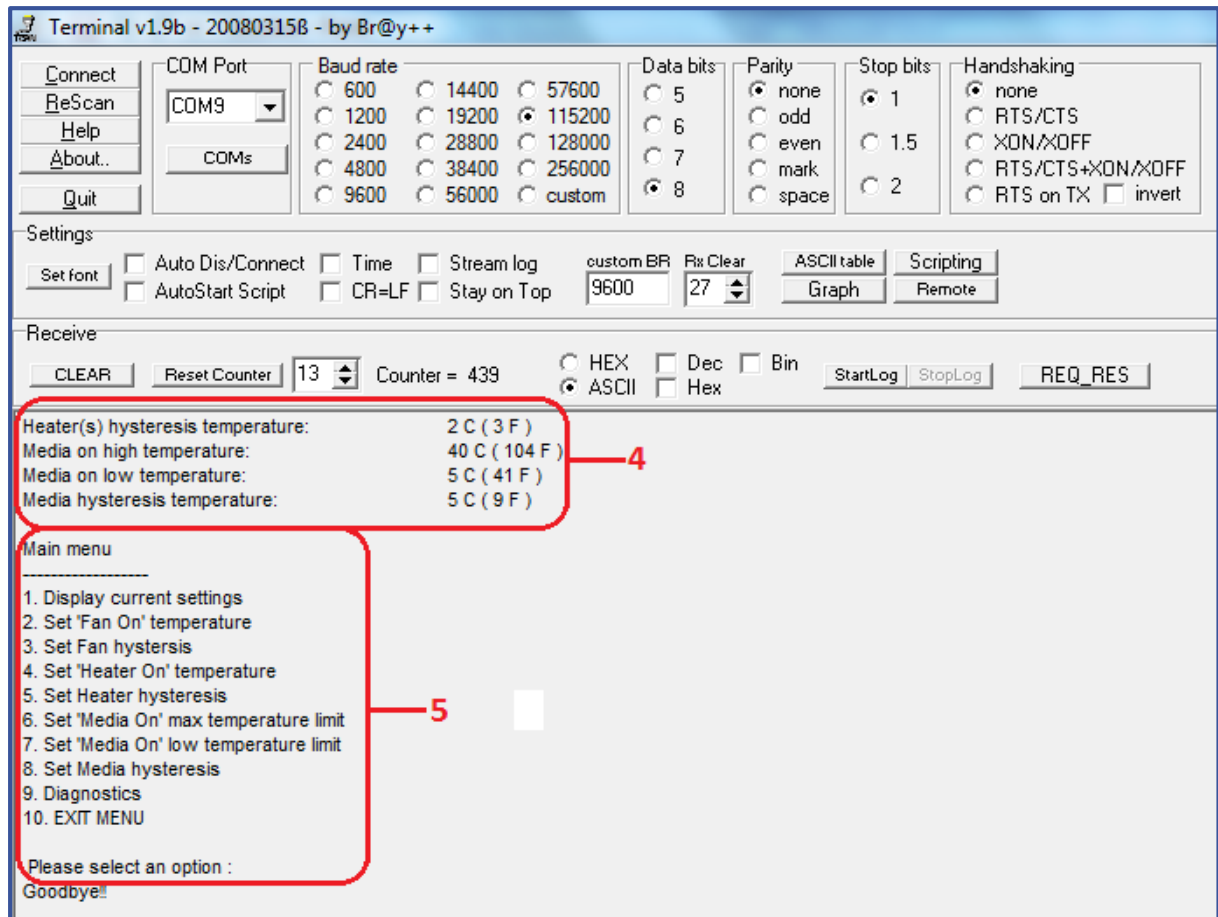 Terminal v1.9b - 20080315ß - by Br@y++
Connect
ReScan
Help
About..
Quit
COM Port
COM9
COMs
Baud rate
600 14400 57600
1200 19200 115200
2400 28800 128000
4800 38400 256000
9600 56000 custom
Data bits
5
6
7
8
Parity
none
odd
even
mark
space
Stop bits
1
1.5
2
Handshaking
none
RTS/CTS
XON/XOFF
RTS/CTS+XON/XOFF
RTS on TX invert
Settings
Set font
Auto Dis/Connect Time Stream log
AutoStart Script CR=LF Stay on Top
custom BR Rx Clear
9600 27
ASCII table Scripting
Graph Remote
Receive
CLEAR Reset Counter 13 Counter = 439
HEX Dec Bin
ASCII Hex
StartLog StopLog REQ_RES
Heater(s) hysteresis temperature: 2 C ( 3 F )
Media on high temperature: 40 C ( 104 F )
Media on low temperature: 5 C ( 41 F )
Media hysteresis temperature: 5 C ( 9 F )
4
Main menu
------------------
1. Display current settings
2. Set 'Fan On' temperature
3. Set Fan hystersis
4. Set 'Heater On' temperature
5. Set Heater hysteresis
6. Set 'Media On' max temperature limit
7. Set 'Media On' low temperature limit
8. Set Media hysteresis
9. Diagnostics
10. EXIT MENU
5
Please select an option :
Goodbye!!